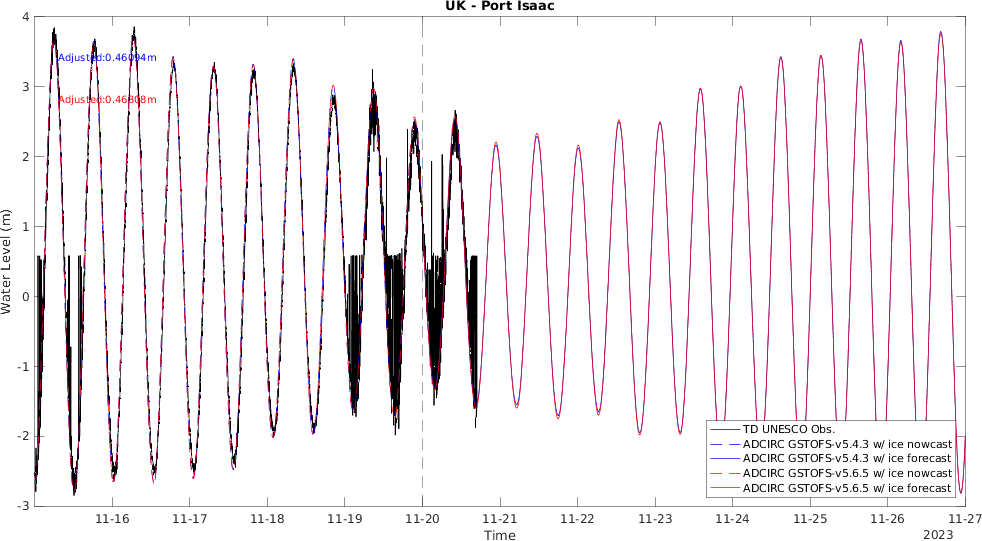 UK - Port Isaac
4
3
2
1
0
-1
-2
-3
Water Level (m)
Adjusted:0.46094m
Adjusted:0.46808m
TD UNESCO Obs.
ADCIRC GSTOFS-v5.4.3 w/ ice nowcast
ADCIRC GSTOFS-v5.4.3 w/ ice forecast
ADCIRC GSTOFS-v5.6.5 w/ ice nowcast
ADCIRC GSTOFS-v5.6.5 w/ ice forecast
11-16 11-17 11-18 11-19 11-20 11-21 11-22 11-23 11-24 11-25 11-26 11-27
Time
2023